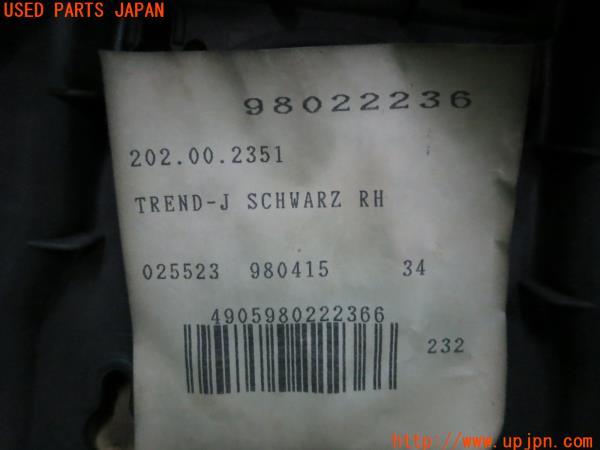 USED PARTS JAPAN
98022236
202.00.2351
TREND-J SCHWARZ RH
025523 980415 34
4905980222366
232
http://www.upjpn.com/